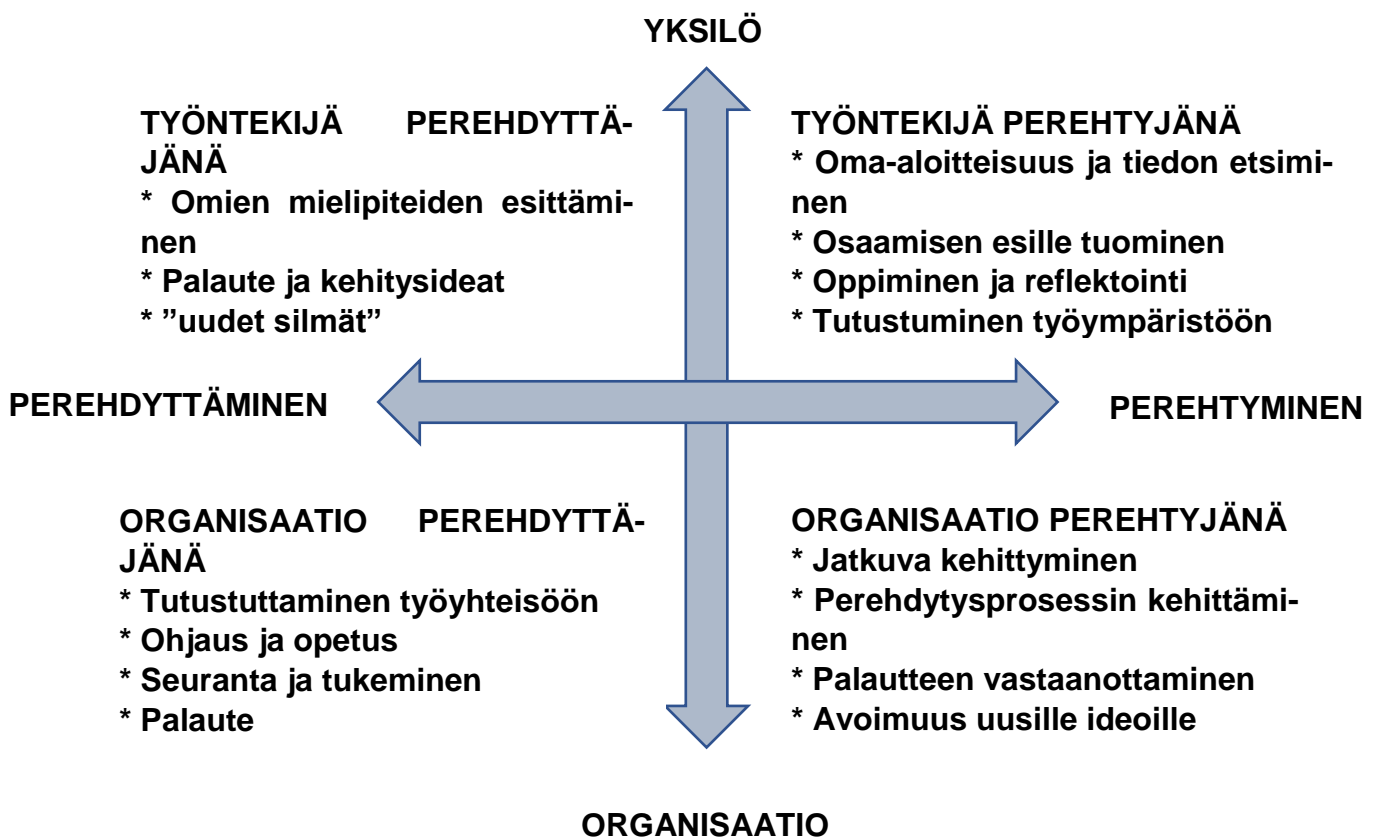 YKSILÖ
TYÖNTEKIJÄ PEREHDYTTÄ-
JÄNÄ
* Omien mielipiteiden esittämi-
nen
* Palaute ja kehitysideat
* ”uudet silmät”
TYÖNTEKIJÄ PEREHTYJÄNÄ
* Oma-aloitteisuus ja tiedon etsimi-
nen
* Osaamisen esille tuominen
* Oppiminen ja reflektointi
* Tutustuminen työympäristöön
PEREHDYTTÄMINEN
PEREHTYMINEN
ORGANISAATIO PEREHDYTTÄ-
JÄNÄ
* Tutustuttaminen työyhteisöön
* Ohjaus ja opetus
* Seuranta ja tukeminen
* Palaute
ORGANISAATIO PEREHTYJÄNÄ
* Jatkuva kehittyminen
* Perehdytysprosessin kehittämi-
nen
* Palautteen vastaanottaminen
* Avoimuus uusille ideoille
ORGANISAATIO